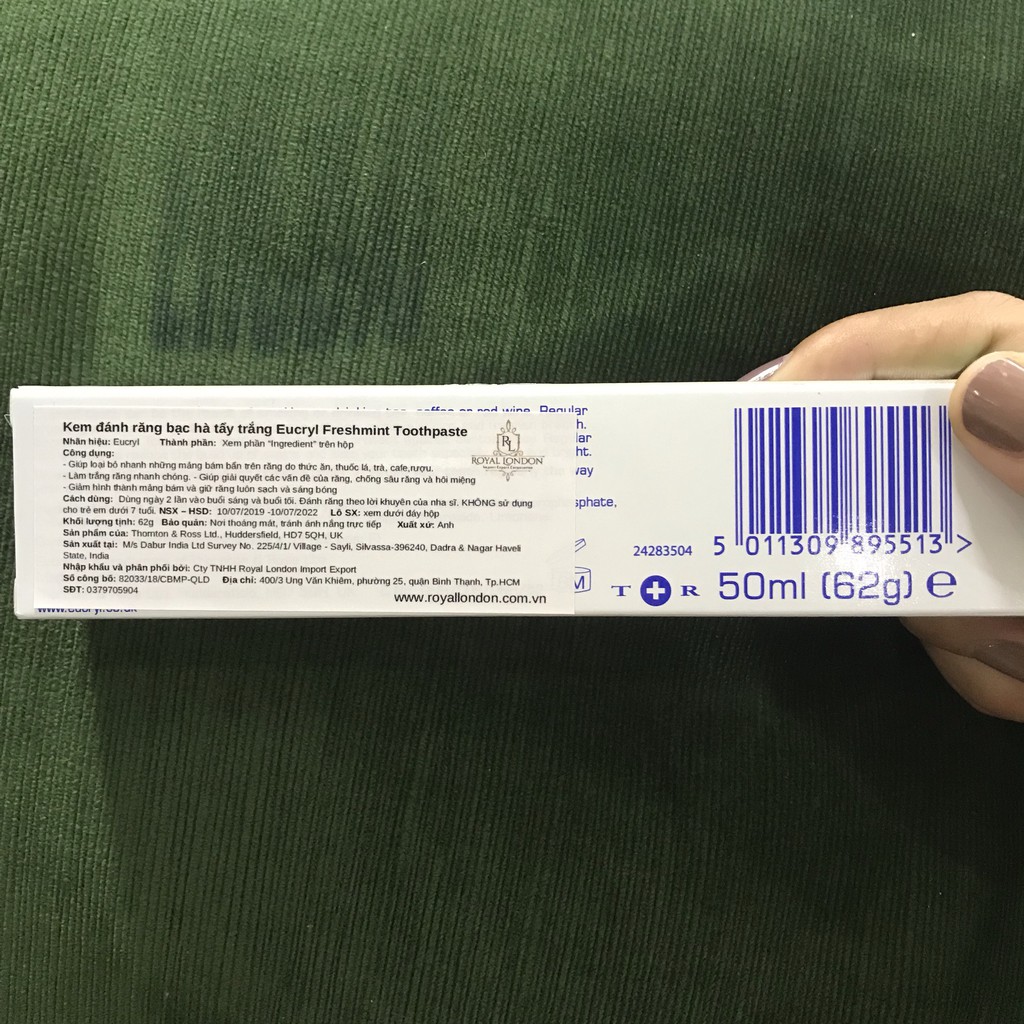 coffee or red wine. Regular
Kem đánh răng bạc hà tẩy trắng Eucryl Freshmint Toothpaste
Nhãn hiệu: Eucryl Thành phần: Xem phần "Ingredient" trên hộp
Công dụng:
- Giúp loại bỏ nhanh những mảng bám bẩn trên răng do thức ăn, thuốc lá, trà, cafe,rượu.
- Làm trắng răng nhanh chóng. - Giúp giải quyết các vấn đề của răng, chống sâu răng và hôi miệng
- Giảm hình thành mảng bám và giữ răng luôn sạch và sáng bóng
Cách dùng: Dùng ngày 2 lần vào buổi sáng và buổi tối. Đánh răng theo lời khuyên của nha sĩ. KHÔNG sử dụng
cho trẻ em dưới 7 tuổi. NSX – HSD: 10/07/2019 -10/07/2022 Lô SX: xem dưới đáy hộp
Khối lượng tịnh: 62g Bảo quản: Nơi thoáng mát, tránh ánh nắng trực tiếp Xuất xứ: Anh
Sản phẩm của: Thornton & Ross Ltd., Huddersfield, HD7 5QH, UK
Sản xuất tại: M/s Dabur India Ltd Survey No. 225/4/1/ Village - Sayli, Silvassa-396240, Dadra & Nagar Haveli
State, India
Nhập khẩu và phân phối bởi: Cty TNHH Royal London Import Export
Số công bố: 82033/18/CBMP-QLD Địa chỉ: 400/3 Ung Văn Khiêm, phường 25, quận Bình Thạnh, Tp.HCM
SĐT: 0379705904
www.royallondon.com.vn
RL
ROYAL LONDON
h.
lar
ht.
way
sphate,
M
www.eucryl.co.uk
24283504
5 011309 895513 >
T R 50ml (62g) e